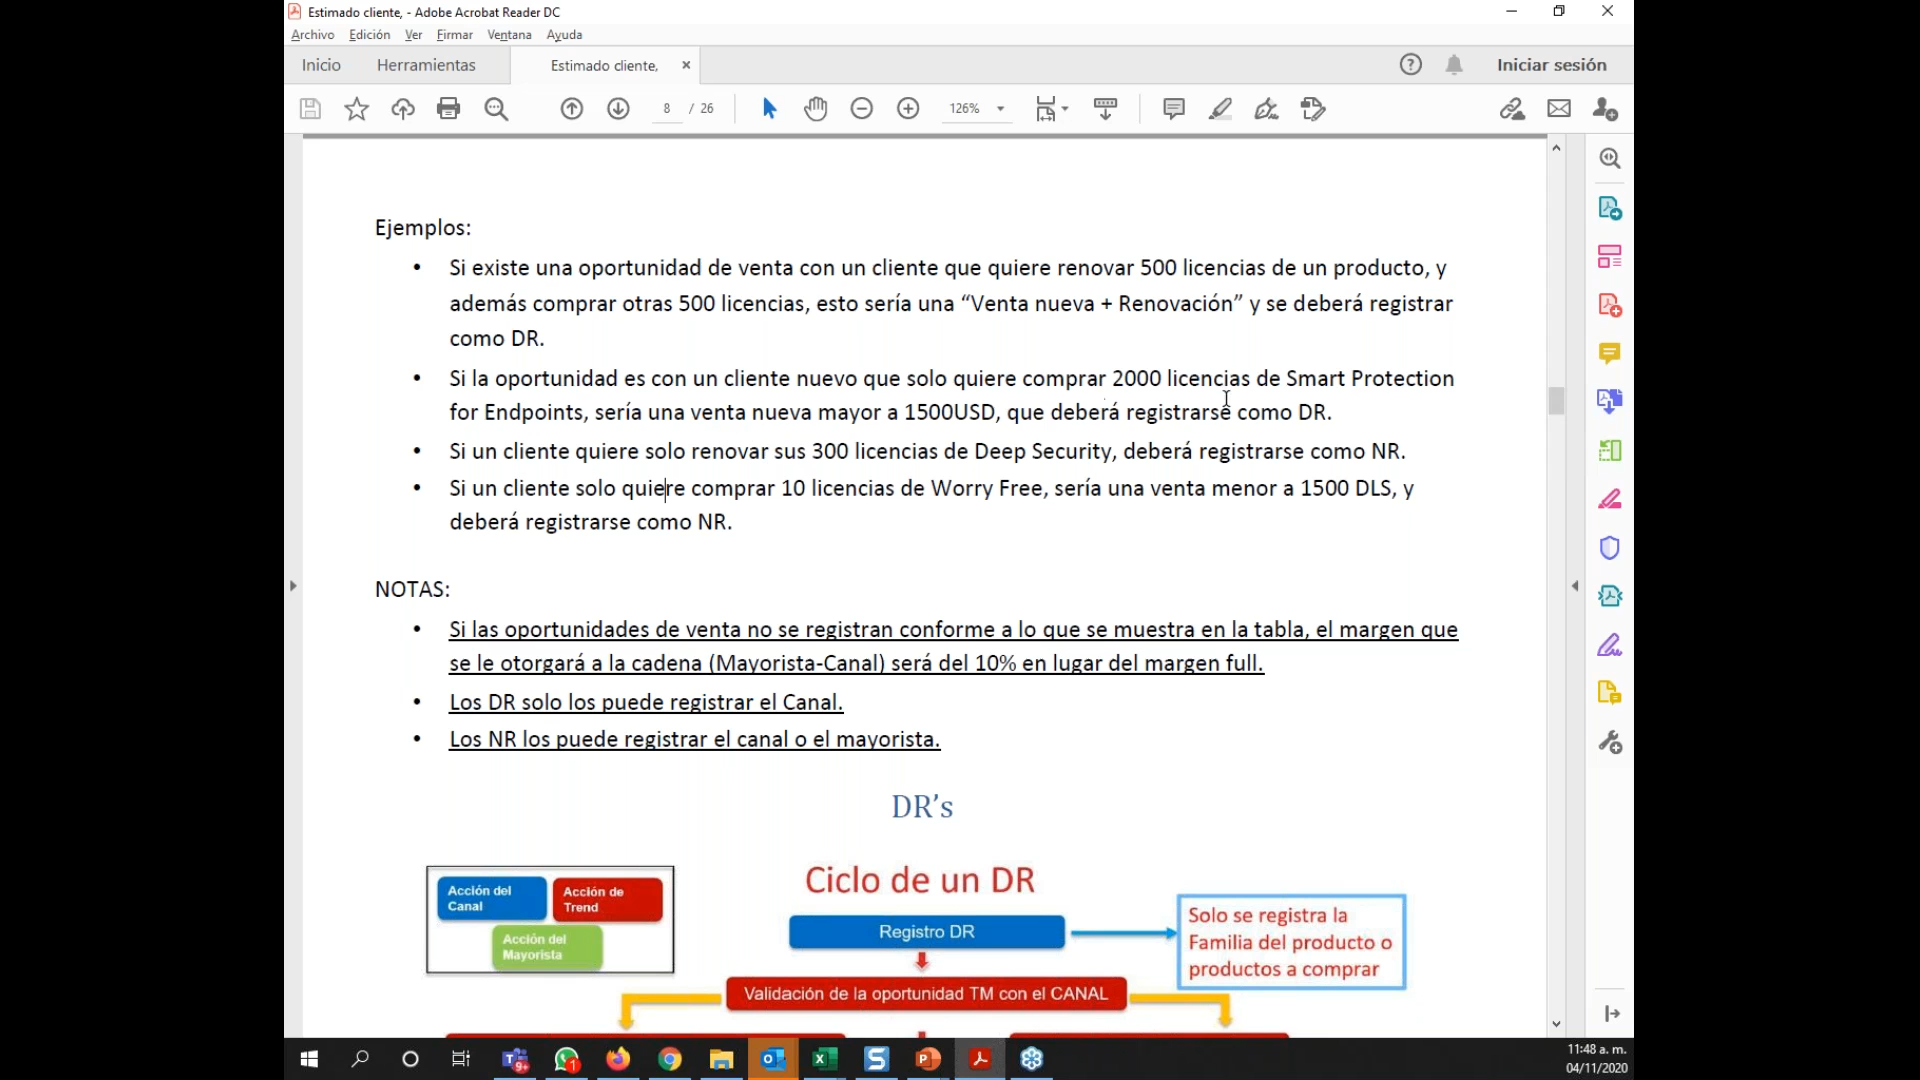 Estimado cliente, - Adobe Acrobat Reader DC
Archivo Edición Ver Firmar Ventana Ayuda
Inicio Herramientas Estimado cliente, Iniciar sesión
8 / 26 126%
Ejemplos:
• Si existe una oportunidad de venta con un cliente que quiere renovar 500 licencias de un producto, y
además comprar otras 500 licencias, esto sería una “Venta nueva + Renovación” y se deberá registrar
como DR.
• Si la oportunidad es con un cliente nuevo que solo quiere comprar 2000 licencias de Smart Protection
for Endpoints, sería una venta nueva mayor a 1500USD, que deberá registrarse como DR.
• Si un cliente quiere solo renovar sus 300 licencias de Deep Security, deberá registrarse como NR.
• Si un cliente solo quiere comprar 10 licencias de Worry Free, sería una venta menor a 1500 DLS, y
deberá registrarse como NR.
NOTAS:
• Si las oportunidades de venta no se registran conforme a lo que se muestra en la tabla, el margen que
se le otorgará a la cadena (Mayorista-Canal) será del 10% en lugar del margen full.
• Los DR solo los puede registrar el Canal.
• Los NR los puede registrar el canal o el mayorista.
DR’s
Ciclo de un DR
Acción del
Canal
Acción de
Trend
Acción del
Mayorista
Registro DR
Solo se registra la
Familia del producto o
productos a comprar
Validación de la oportunidad TM con el CANAL
9+
1
11:48 a. m.
04/11/2020